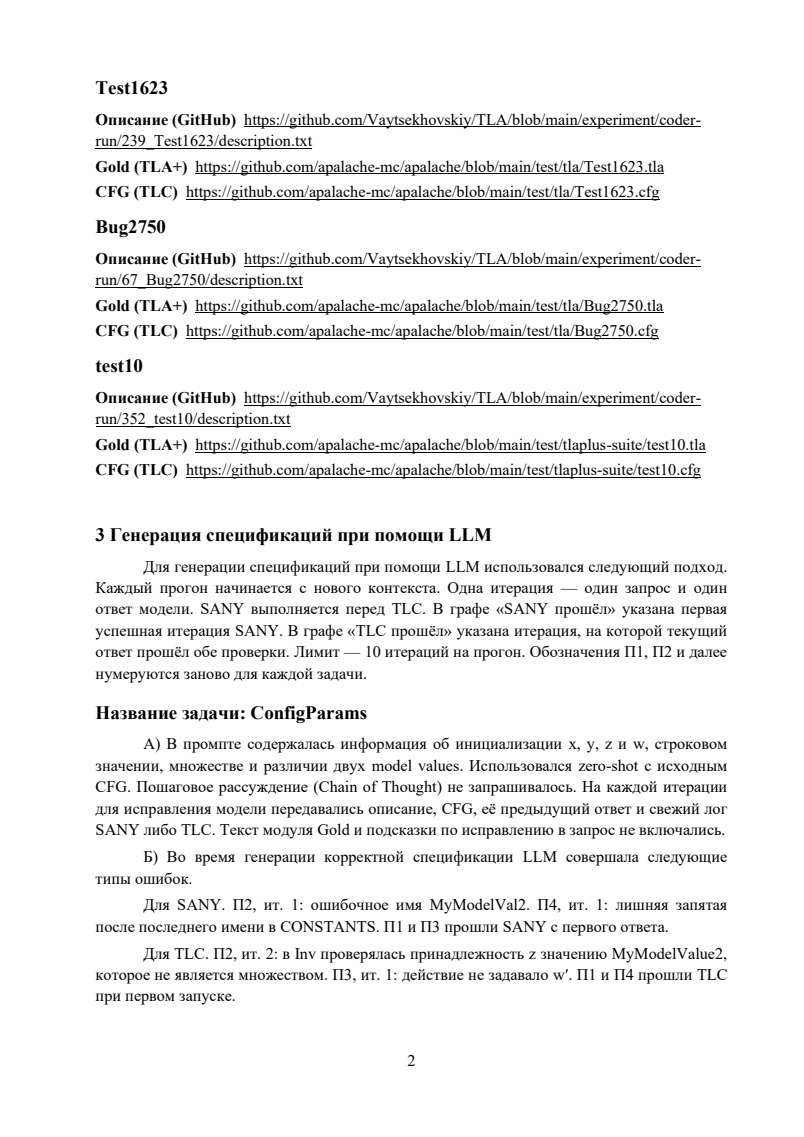 Test1623
Описание (GitHub) https://github.com/Vaytsekhovskiy/TLA/blob/main/experiment/coder-
run/239_Test1623/description.txt
Gold (TLA+) https://github.com/apalache-mc/apalache/blob/main/test/tla/Test1623.tla
CFG (TLC) https://github.com/apalache-mc/apalache/blob/main/test/tla/Test1623.cfg
Bug2750
Описание (GitHub) https://github.com/Vaytsekhovskiy/TLA/blob/main/experiment/coder-
run/67_Bug2750/description.txt
Gold (TLA+) https://github.com/apalache-mc/apalache/blob/main/test/tla/Bug2750.tla
CFG (TLC) https://github.com/apalache-mc/apalache/blob/main/test/tla/Bug2750.cfg
test10
Описание (GitHub) https://github.com/Vaytsekhovskiy/TLA/blob/main/experiment/coder-
run/352_test10/description.txt
Gold (TLA+) https://github.com/apalache-mc/apalache/blob/main/test/tlaplus-suite/test10.tla
CFG (TLC) https://github.com/apalache-mc/apalache/blob/main/test/tlaplus-suite/test10.cfg
3 Генерация спецификаций при помощи LLM
Для генерации спецификаций при помощи LLM использовался следующий подход.
Каждый прогон начинается с нового контекста. Одна итерация — один запрос и один
ответ модели. SANY выполняется перед TLC. В графе «SANY прошёл» указана первая
успешная итерация SANY. В графе «TLC прошёл» указана итерация, на которой текущий
ответ прошёл обе проверки. Лимит — 10 итераций на прогон. Обозначения П1, П2 и далее
нумеруются заново для каждой задачи.
Название задачи: ConfigParams
А) В промпте содержалась информация об инициализации x, y, z и w, строковом
значении, множестве и различии двух model values. Использовался zero-shot с исходным
CFG. Пошаговое рассуждение (Chain of Thought) не запрашивалось. На каждой итерации
для исправления модели передавались описание, CFG, её предыдущий ответ и свежий лог
SANY либо TLC. Текст модуля Gold и подсказки по исправлению в запрос не включались.
Б) Во время генерации корректной спецификации LLM совершала следующие
типы ошибок.
Для SANY. П2, ит. 1: ошибочное имя MyModelVal2. П4, ит. 1: лишняя запятая
после последнего имени в CONSTANTS. П1 и П3 прошли SANY с первого ответа.
Для TLC. П2, ит. 2: в Inv проверялась принадлежность z значению MyModelValue2,
которое не является множеством. П3, ит. 1: действие не задавало w′. П1 и П4 прошли TLC
при первом запуске.
2